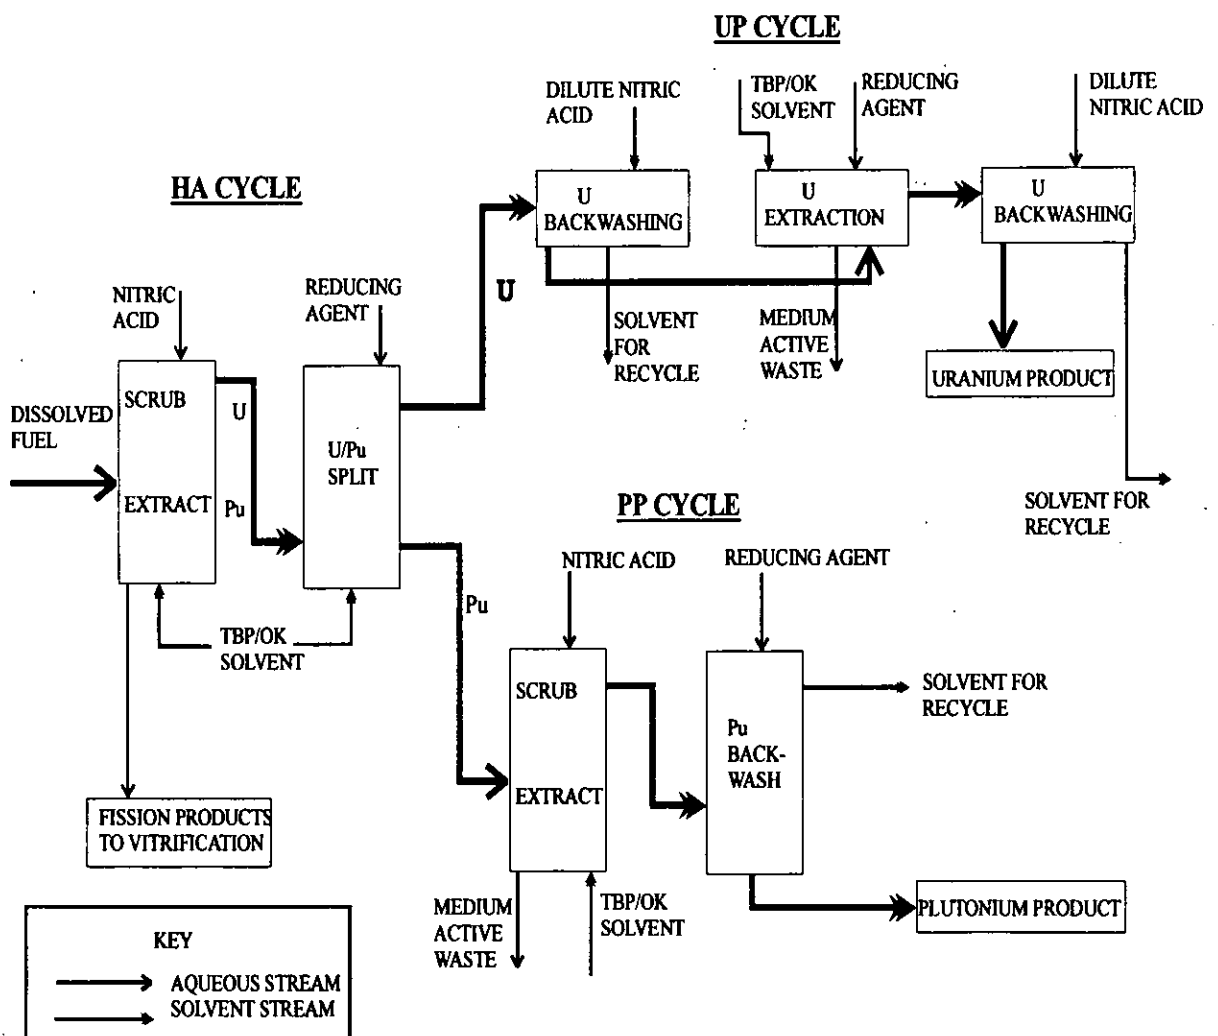 UP CYCLE
DILUTE NITRIC
ACID
TBP/OK
SOLVENT
REDUCING
AGENT
DILUTE
NITRIC ACID
HA CYCLE
U
BACKWASHING
U
EXTRACTION
U
BACKWASHING
NITRIC
ACID
REDUCING
AGENT
U
SOLVENT
FOR
RECYCLE
MEDIUM
ACTIVE
WASTE
URANIUM PRODUCT
DISSOLVED
FUEL
SCRUB
U
EXTRACT
Pu
U/Pu
SPLIT
SOLVENT FOR
RECYCLE
PP CYCLE
NITRIC ACID
REDUCING AGENT
Pu
TBP/OK
SOLVENT
SCRUB
EXTRACT
Pu
BACK-
WASH
SOLVENT FOR
RECYCLE
FISSION PRODUCTS
TO VITRIFICATION
MEDIUM
ACTIVE
WASTE
TBP/OK
SOLVENT
PLUTONIUM PRODUCT
KEY
AQUEOUS STREAM
SOLVENT STREAM